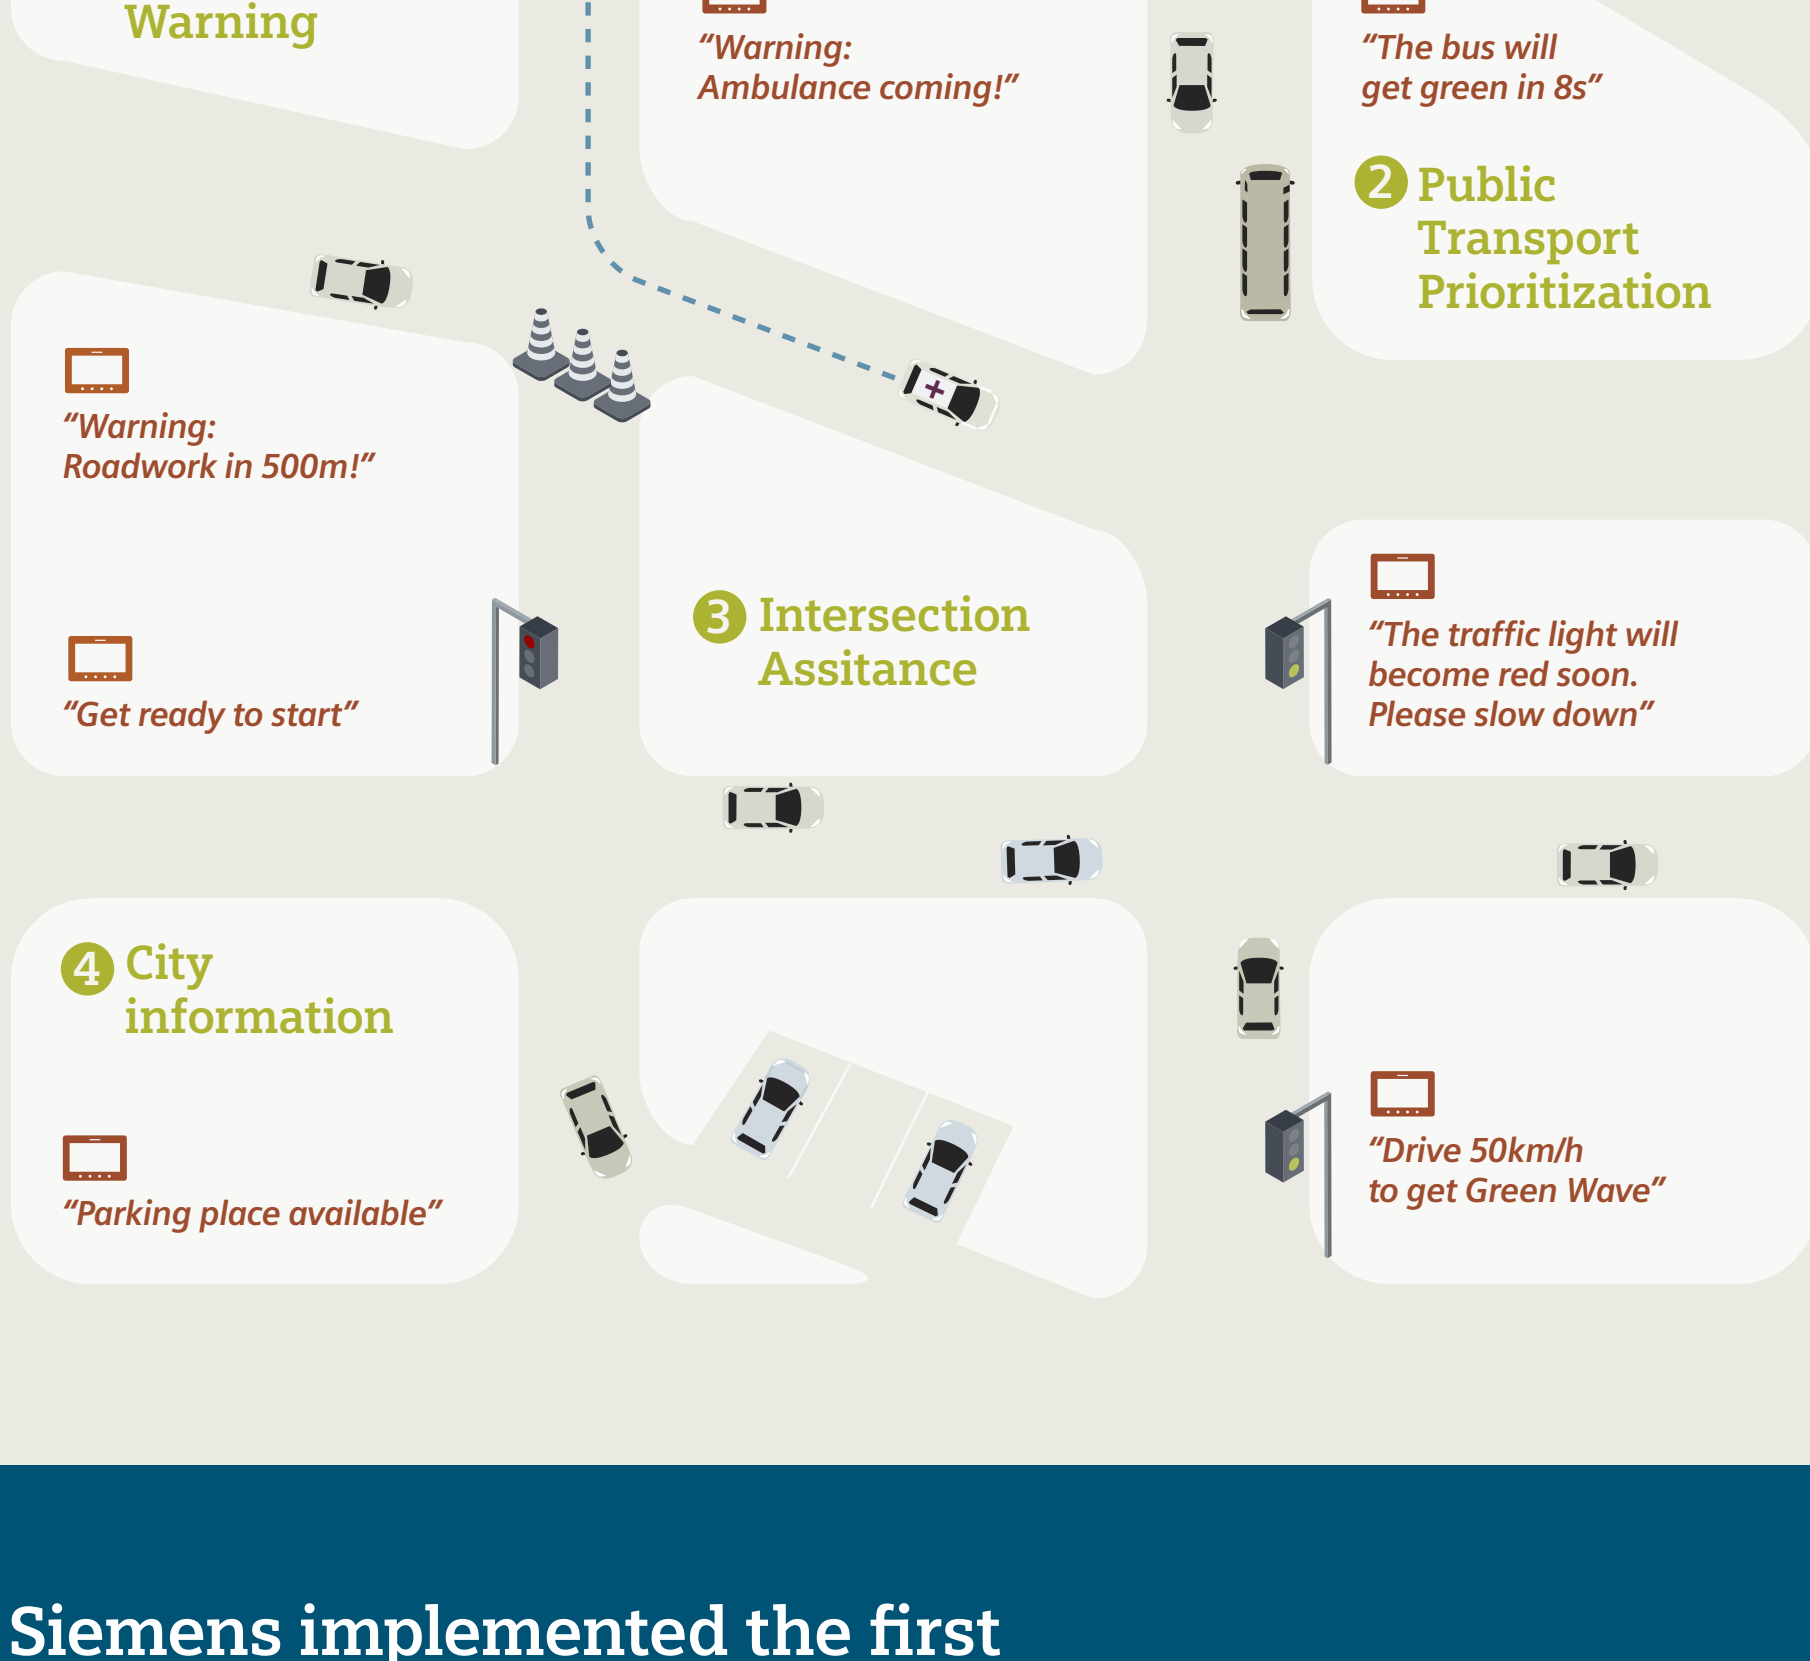 Warning
“Warning:
Ambulance coming!”
“The bus will
get green in 8s”
2 Public
Transport
Prioritization
“Warning:
Roadwork in 500m!”
“Get ready to start”
3 Intersection
Assitance
“The traffic light will
become red soon.
Please slow down”
4 City
information
“Parking place available”
“Drive 50km/h
to get Green Wave”
Siemens implemented the first